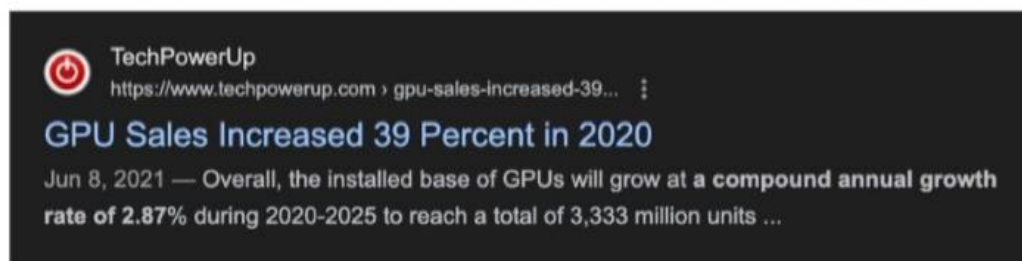 TechPowerUp
https://www.techpowerup.com › gpu-sales-increased-39...
GPU Sales Increased 39 Percent in 2020
Jun 8, 2021 — Overall, the installed base of GPUs will grow at a compound annual growth
rate of 2.87% during 2020-2025 to reach a total of 3,333 million units ...